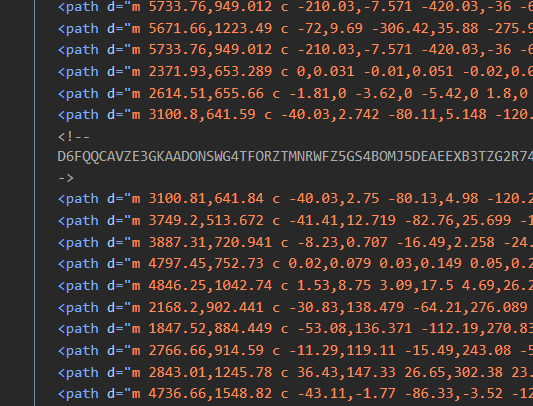 <path d="m 5733.76,949.012 c -210.03,-7.571 -420.03,-36 -6
<path d="m 5671.66,1223.49 c -72,9.69 -306.42,35.88 -275.9
<path d="m 5733.76,949.012 c -210.03,-7.571 -420.03,-36 -6
<path d="m 2371.93,653.289 c 0,0.031 -0.01,0.051 -0.02,0.0
<path d="m 2614.51,655.66 c -1.81,0 -3.62,0 -5.42,0 1.8,0
<path d="m 3100.8,641.59 c -40.03,2.742 -80.11,5.148 -120.
<!--
D6FQQCAVZE3GKAADONSWG4TFORZTMNRWFZ5GS4BOMJ5DEAEEXB3TZG2R74
->
<path d="m 3100.81,641.84 c -40.03,2.75 -80.13,4.98 -120.2
<path d="m 3749.2,513.672 c -41.41,12.719 -82.76,25.699 -1
<path d="m 3887.31,720.941 c -8.23,0.707 -16.49,2.258 -24.
<path d="m 4797.45,752.73 c 0.02,0.079 0.03,0.149 0.05,0.2
<path d="m 4846.25,1042.74 c 1.53,8.75 3.09,17.5 4.69,26.2
<path d="m 2168.2,902.441 c -30.83,138.479 -64.21,276.089
<path d="m 1847.52,884.449 c -53.08,136.371 -112.19,270.83
<path d="m 2766.66,914.59 c -11.29,119.11 -15.49,243.08 -5
<path d="m 2843.01,1245.78 c 36.43,147.33 26.65,302.38 23.
<path d="m 4736.66,1548.82 c -43.11,-1.77 -86.33,-3.52 -12